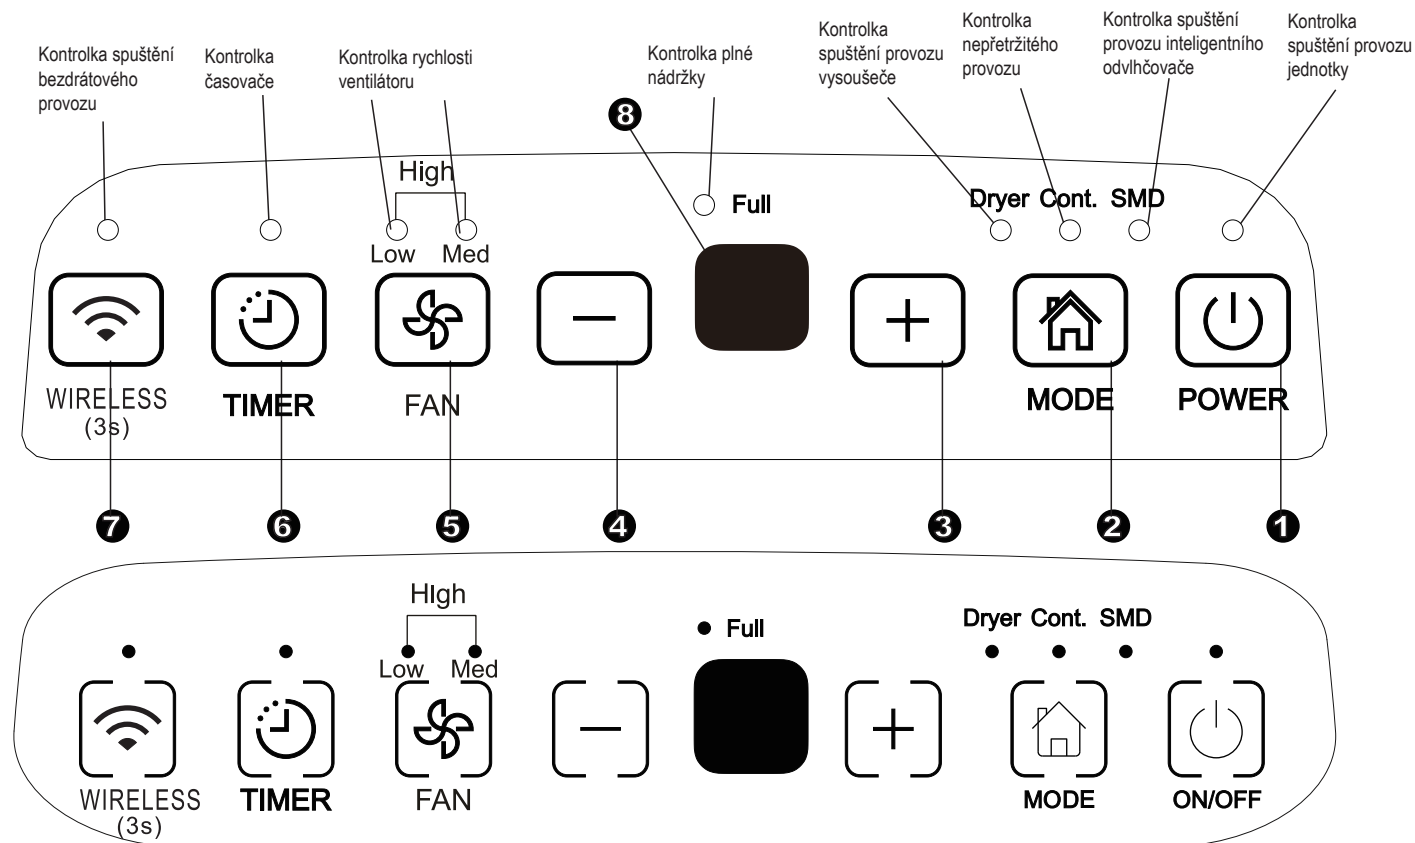 Kontrolka spuštění
bezdrátového
provozu
Kontrolka
časovače
Kontrolka rychlosti
ventilátoru
Kontrolka plné
nádržky
Kontrolka
spuštění provozu
vysoušeče
Kontrolka
nepřetržitého
provozu
Kontrolka spuštění
provozu inteligentního
odvlhčovače
Kontrolka
spuštění provozu
jednotky
8
High
Full
Dryer Cont. SMD
Low Med
WIRELESS
(3s)
TIMER
FAN
MODE
POWER
7 6 5 4 3 2 1
HIgh
Full
Dryer Cont. SMD
Low Med
WIRELESS
(3s)
TIMER
FAN
MODE
ON/OFF